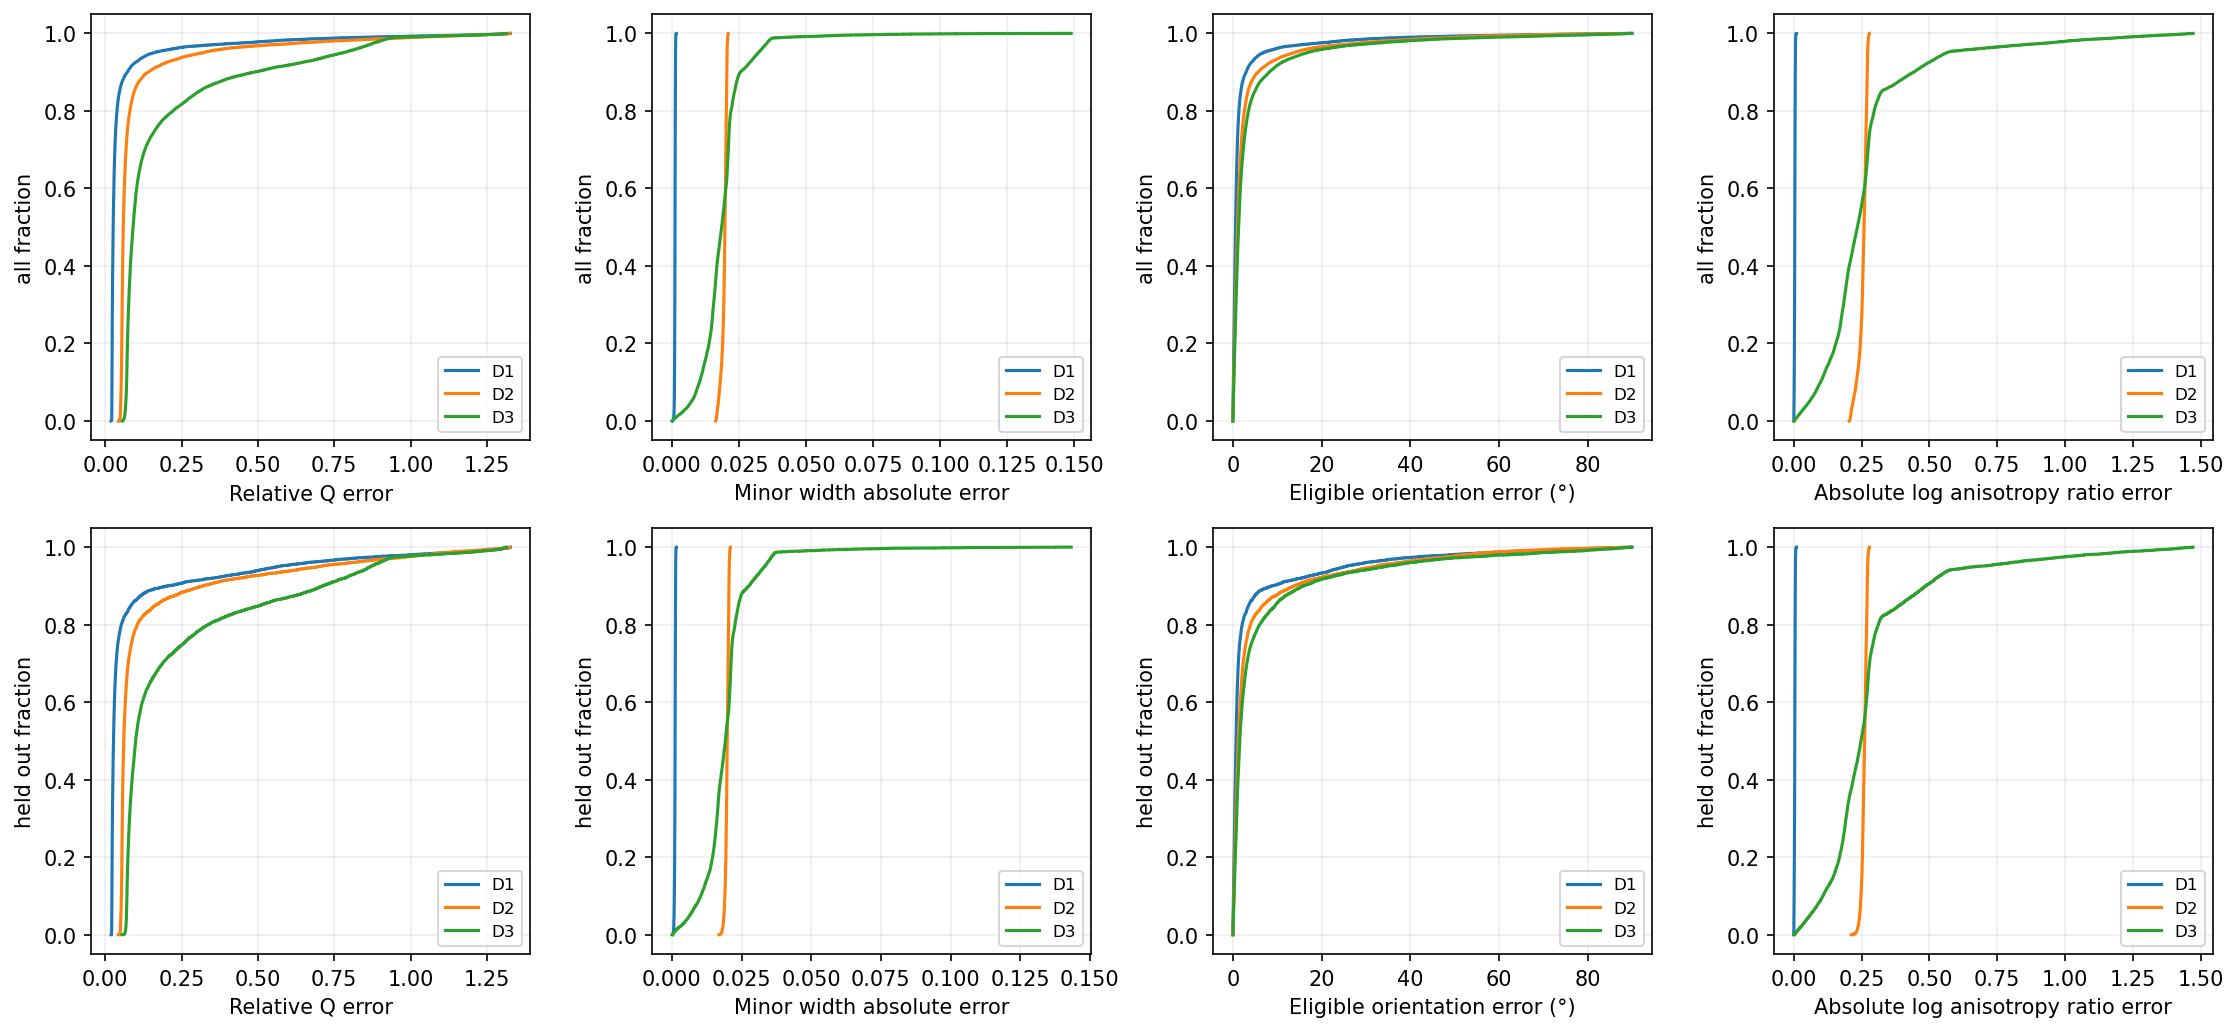 all fraction
1.0
0.8
0.6
0.4
0.2
0.0
D1
D2
D3
0.00 0.25 0.50 0.75 1.00 1.25
Relative Q error
all fraction
1.0
0.8
0.6
0.4
0.2
0.0
D1
D2
D3
0.000 0.025 0.050 0.075 0.100 0.125 0.150
Minor width absolute error
all fraction
1.0
0.8
0.6
0.4
0.2
0.0
D1
D2
D3
0 20 40 60 80
Eligible orientation error (°)
all fraction
1.0
0.8
0.6
0.4
0.2
0.0
D1
D2
D3
0.00 0.25 0.50 0.75 1.00 1.25 1.50
Absolute log anisotropy ratio error
held out fraction
1.0
0.8
0.6
0.4
0.2
0.0
D1
D2
D3
0.00 0.25 0.50 0.75 1.00 1.25
Relative Q error
held out fraction
1.0
0.8
0.6
0.4
0.2
0.0
D1
D2
D3
0.000 0.025 0.050 0.075 0.100 0.125 0.150
Minor width absolute error
held out fraction
1.0
0.8
0.6
0.4
0.2
0.0
D1
D2
D3
0 20 40 60 80
Eligible orientation error (°)
held out fraction
1.0
0.8
0.6
0.4
0.2
0.0
D1
D2
D3
0.00 0.25 0.50 0.75 1.00 1.25 1.50
Absolute log anisotropy ratio error